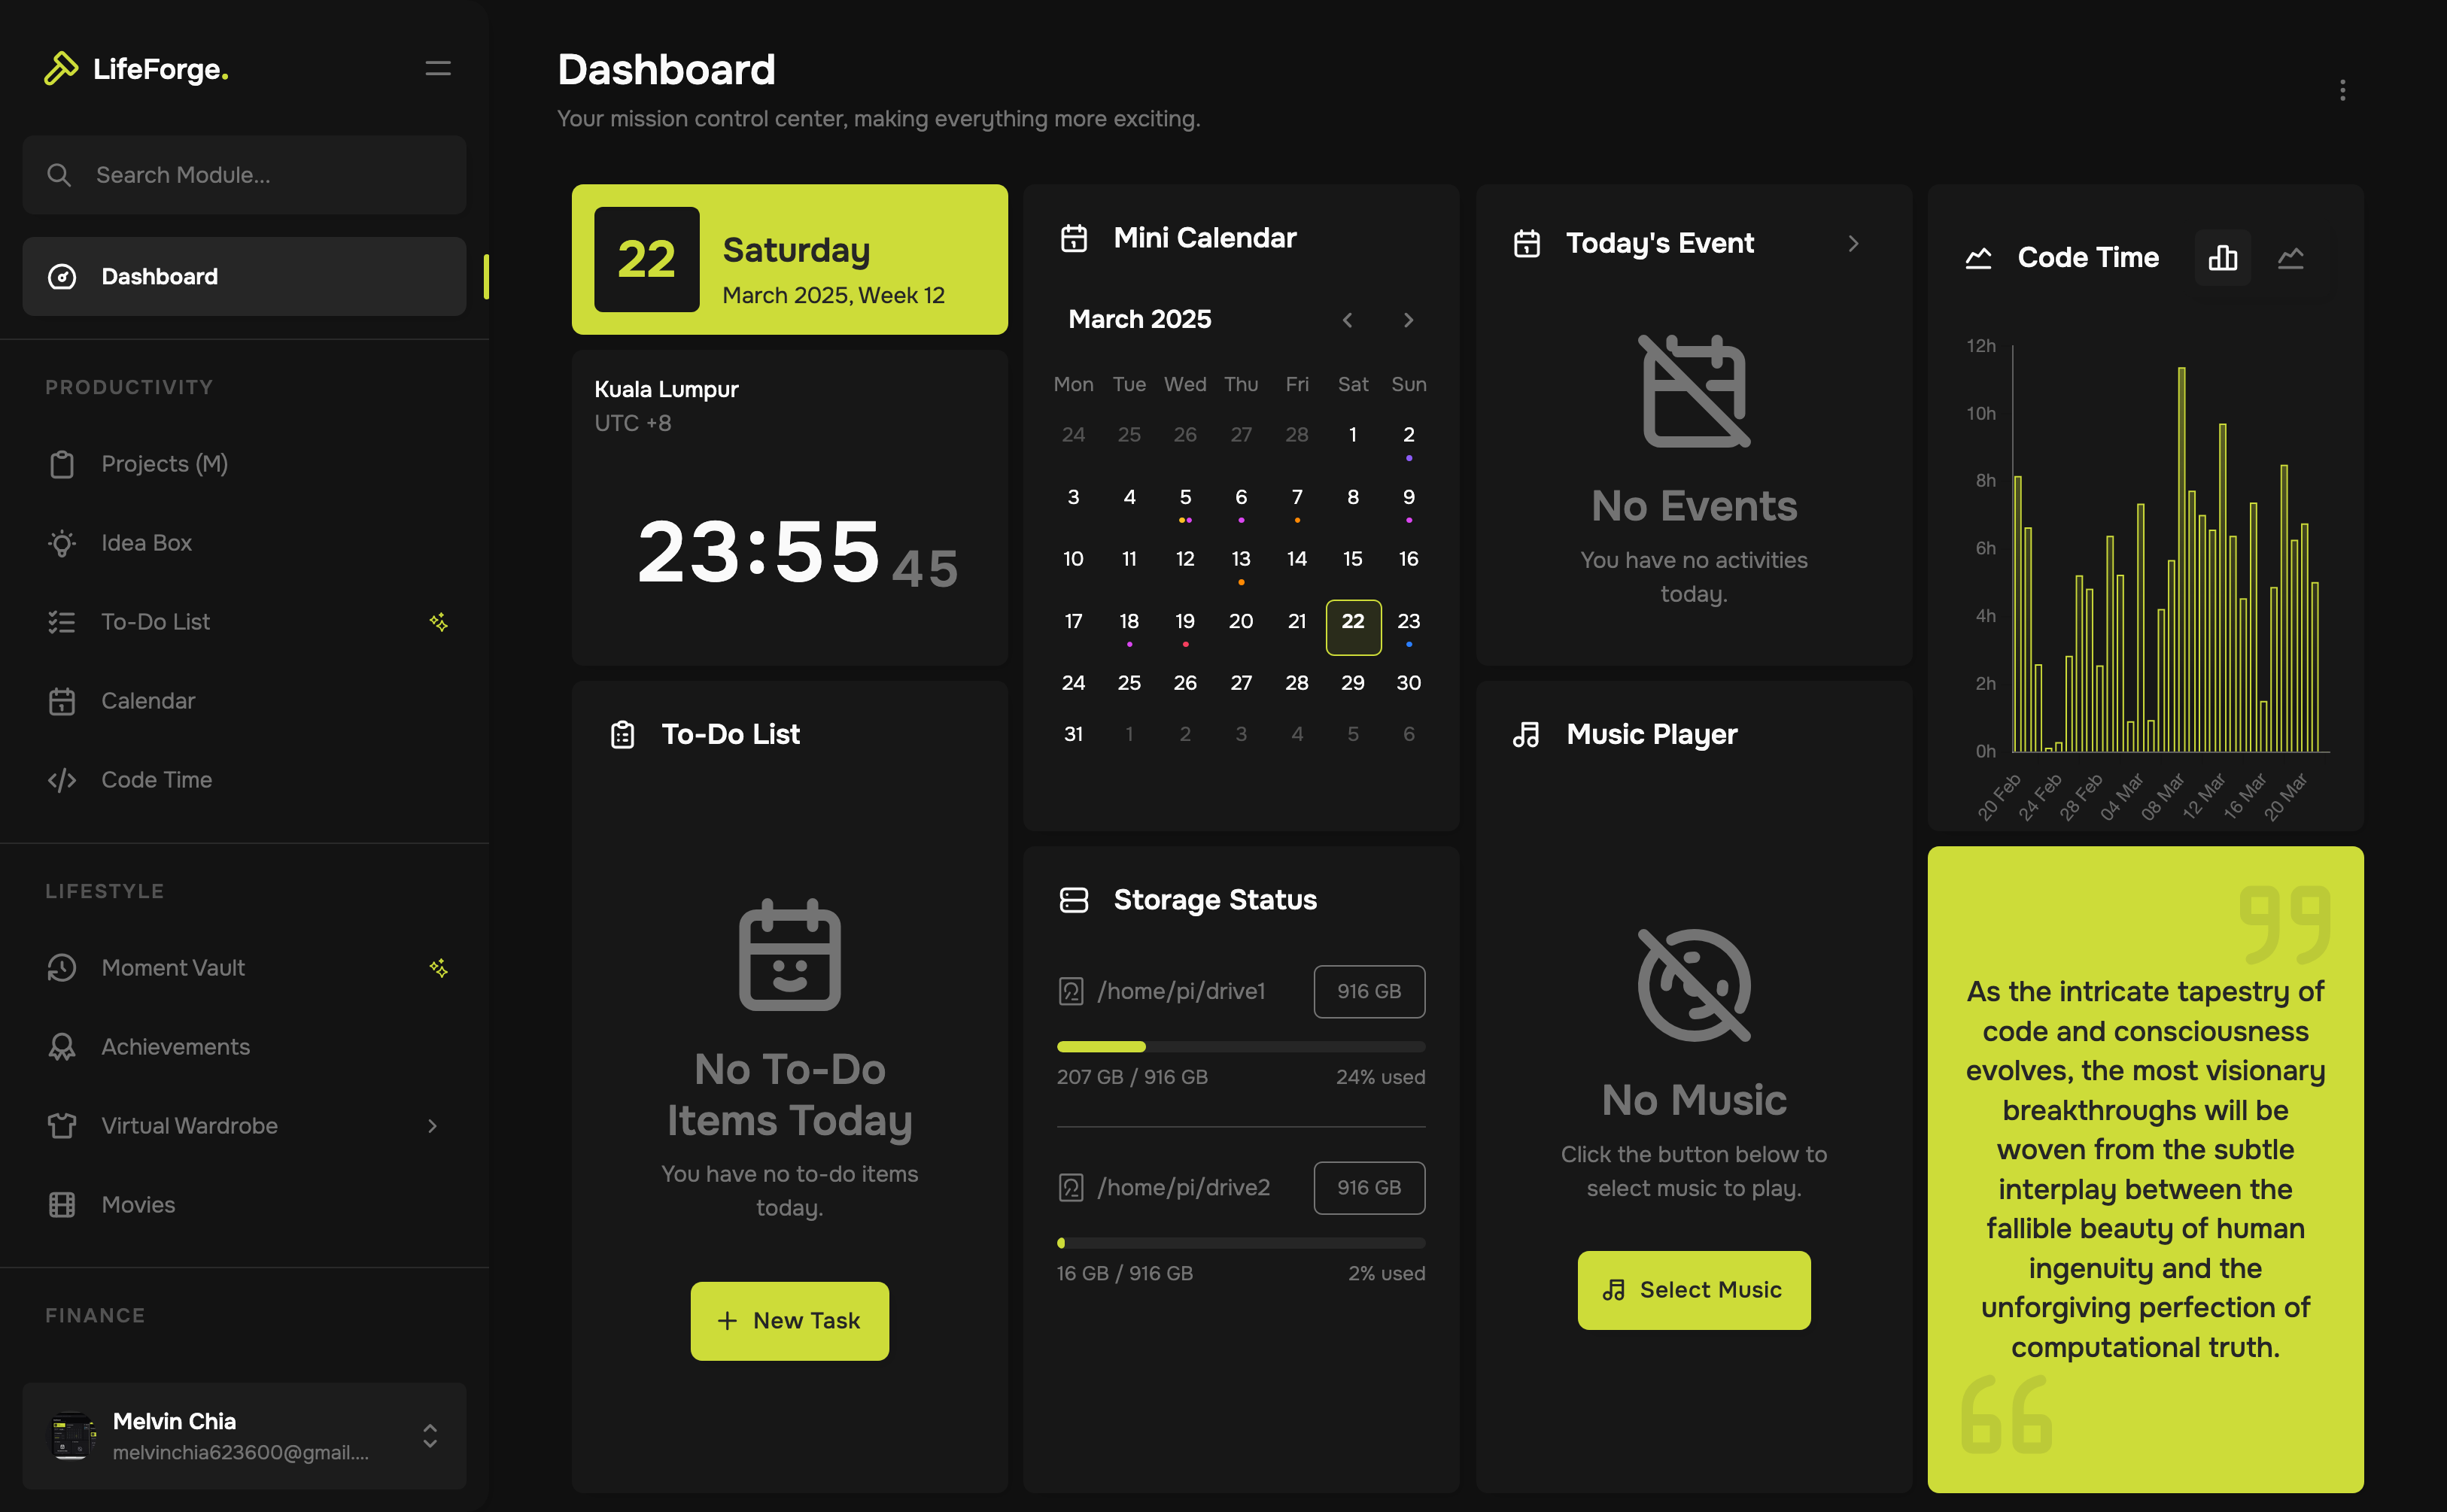 LifeForge.
Search Module...
Dashboard
PRODUCTIVITY
Projects (M)
Idea Box
To-Do List
Calendar
Code Time
LIFESTYLE
Moment Vault
Achievements
Virtual Wardrobe
Movies
FINANCE
Melvin Chia
melvinchia623600@gmail....
Dashboard
Your mission control center, making everything more exciting.
22
Saturday
March 2025, Week 12
Kuala Lumpur
UTC +8
23:55 45
To-Do List
No To-Do
Items Today
You have no to-do items
today.
New Task
Mini Calendar
March 2025
Mon Tue Wed Thu Fri Sat Sun
24 25 26 27 28 1 2
3 4 5 6 7 8 9
10 11 12 13 14 15 16
17 18 19 20 21 22 23
24 25 26 27 28 29 30
31 1 2 3 4 5 6
Storage Status
/home/pi/drive1 916 GB
207 GB / 916 GB 24% used
/home/pi/drive2 916 GB
16 GB / 916 GB 2% used
Today's Event
No Events
You have no activities
today.
Music Player
No Music
Click the button below to
select music to play.
Select Music
Code Time
12h
10h
8h
6h
4h
2h
0h
20 Feb 24 Feb 28 Feb 04 Mar 08 Mar 12 Mar 16 Mar 20 Mar
As the intricate tapestry of
code and consciousness
evolves, the most visionary
breakthroughs will be
woven from the subtle
interplay between the
fallible beauty of human
ingenuity and the
unforgiving perfection of
computational truth.